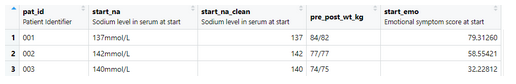 pat_id start_na start_na_clean pre_post_wt_kg start_emo
Patient Identifier Sodium level in serum at start Sodium level in serum at start Emotional symptom score at start
1 001 137mmol/L 137 84/82 79.31260
2 002 142mmol/L 142 77/77 58.55421
3 003 140mmol/L 140 74/75 32.22812